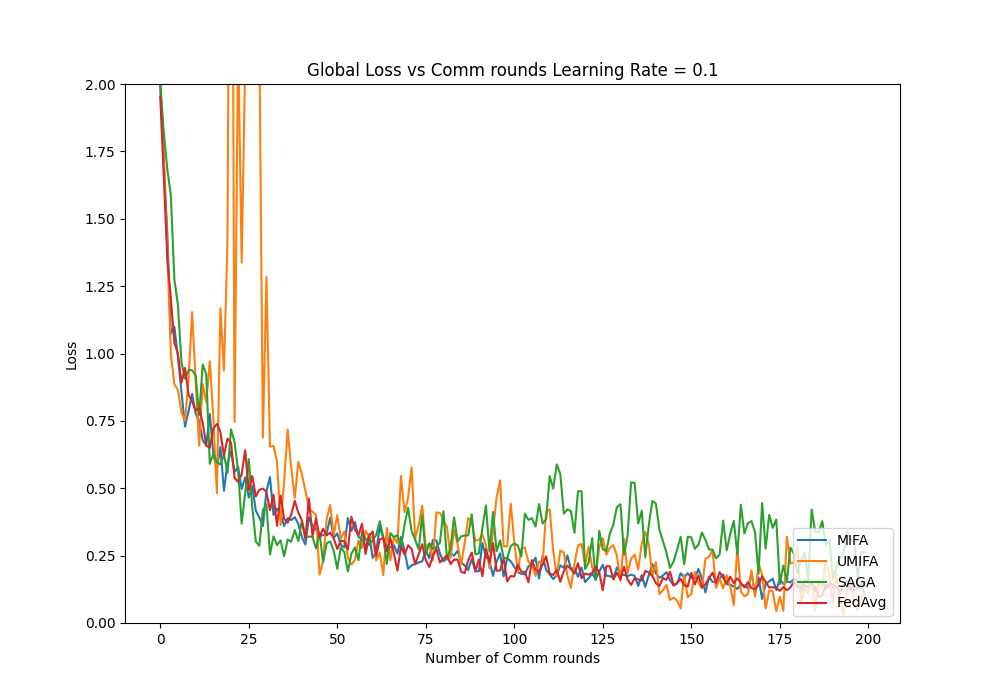 Global Loss vs Comm rounds Learning Rate = 0.1
2.00
1.75
1.50
1.25
1.00
0.75
0.50
0.25
0.00
Loss
0 25 50 75 100 125 150 175 200
Number of Comm rounds
MIFA
UMIFA
SAGA
FedAvg